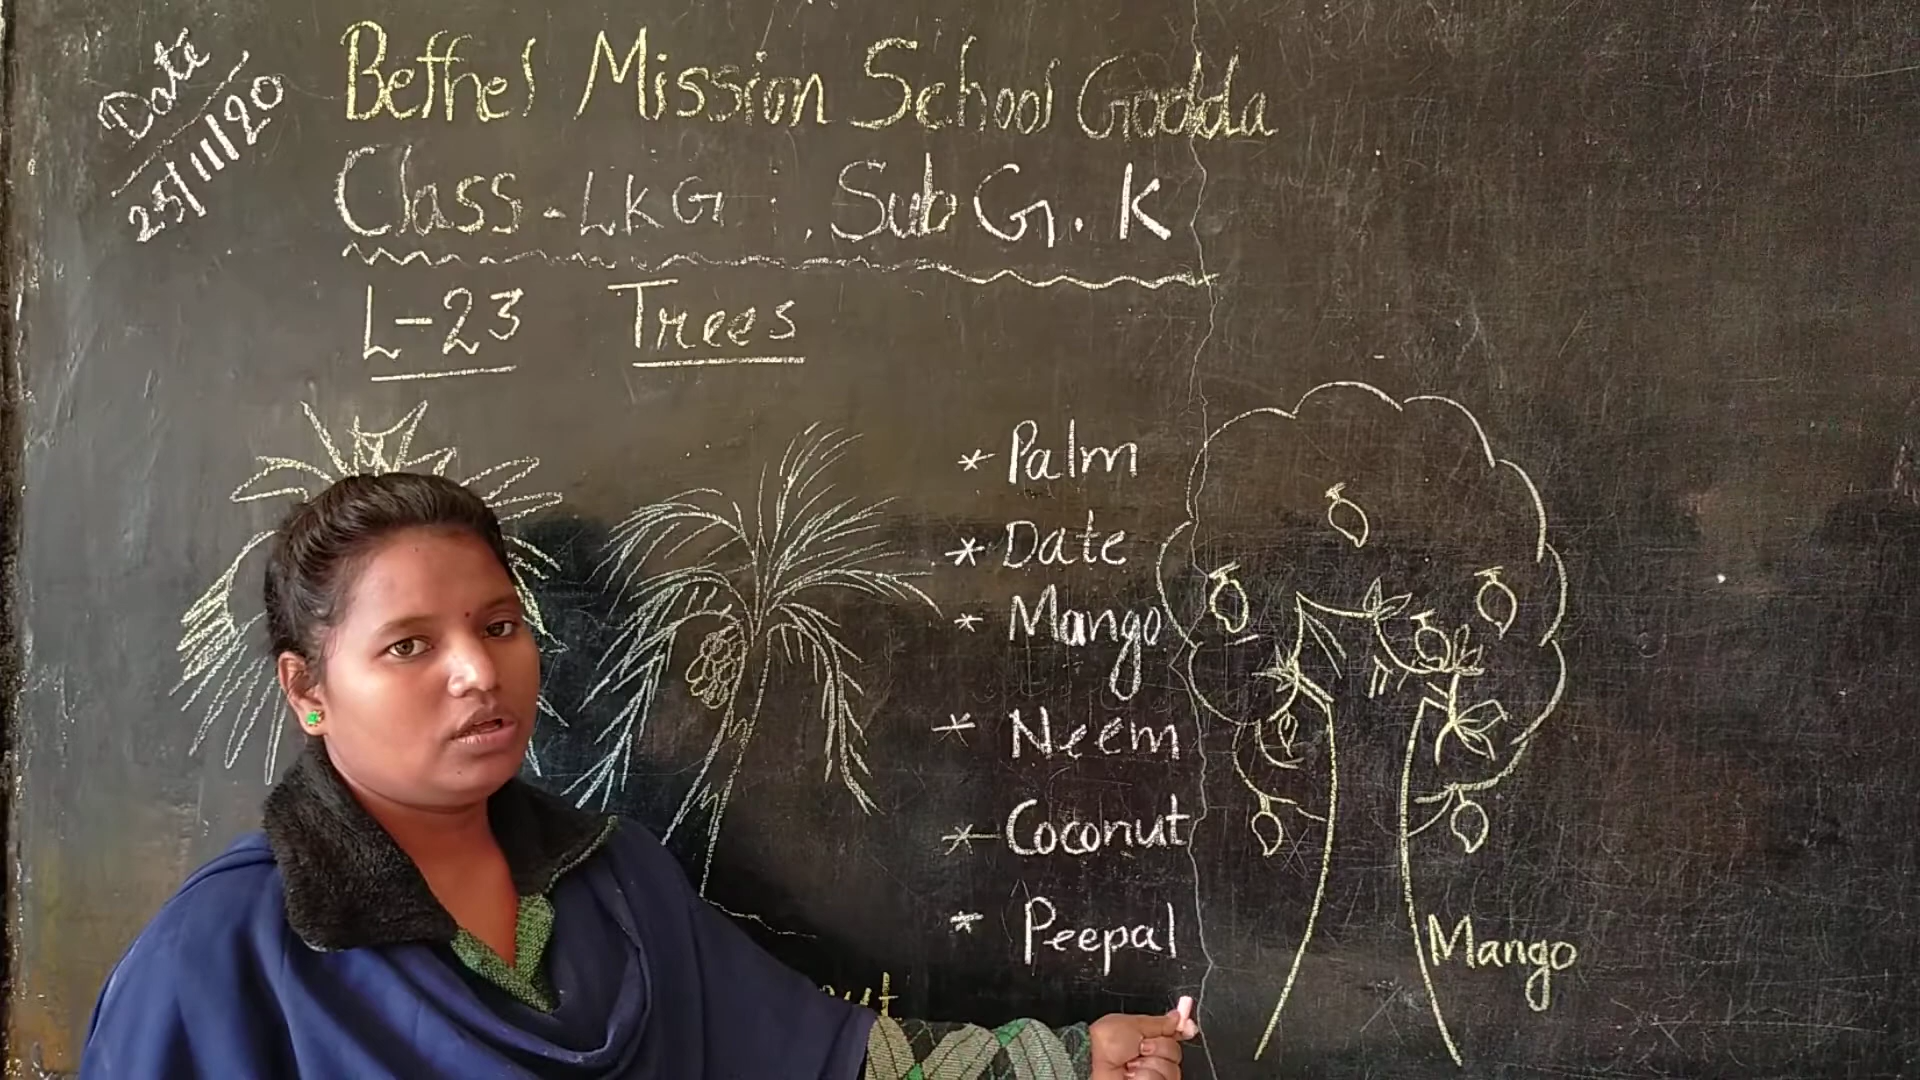 Date
25/11/20
Bethel Mission School Godda
Class - LKG : . Sub G. K
L-23 Trees
* Palm
* Date
* Mango
* Neem
* Coconut
* Peepal
Mango